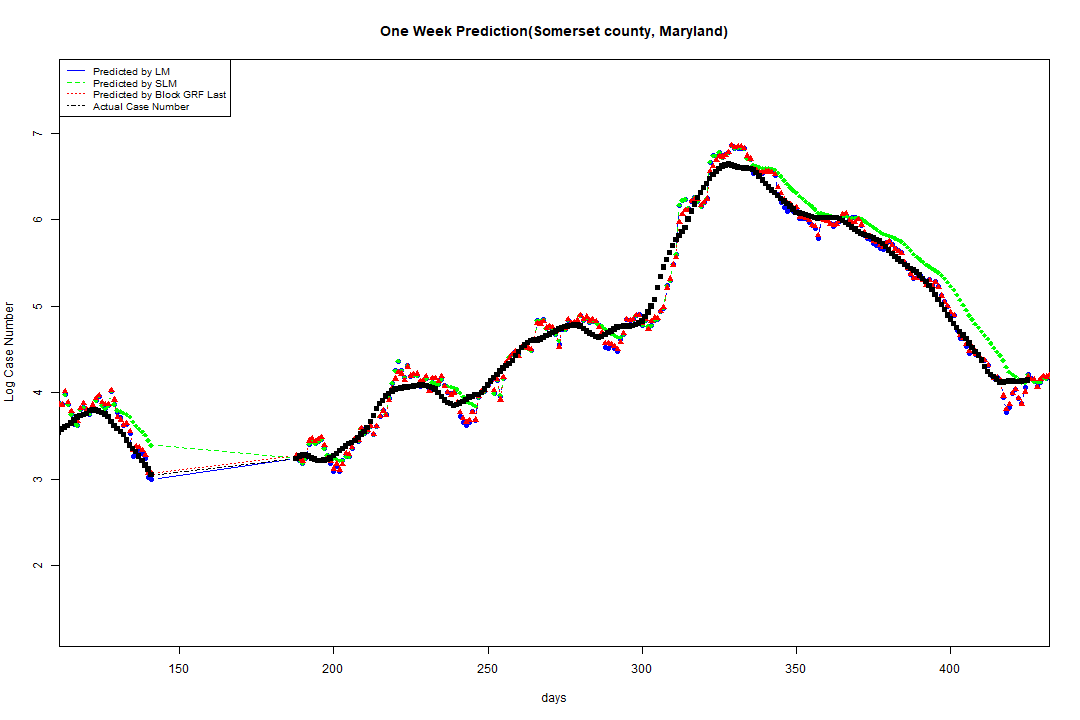 One Week Prediction(Somerset county, Maryland)
Predicted by LM
Predicted by SLM
Predicted by Block GRF Last
Actual Case Number
7
6
5
4
3
2
Log Case Number
150 200 250 300 350 400
days